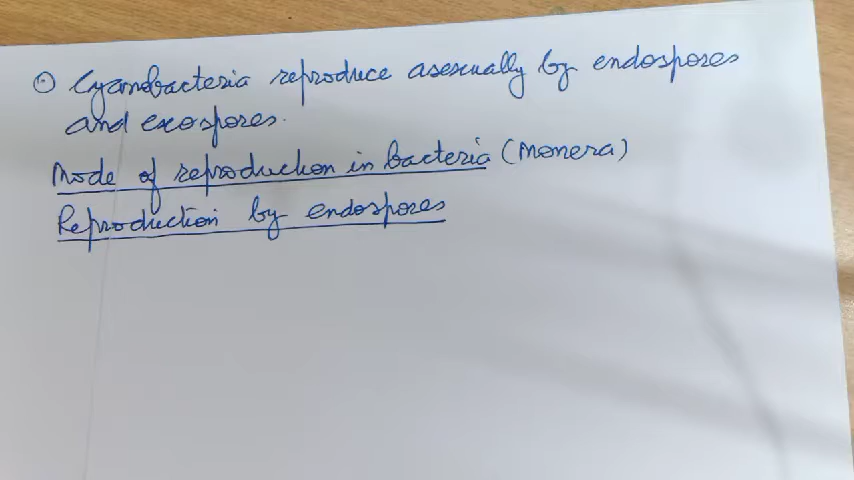 ⊙ Cyanobacteria reproduce asexually by endospores
and exospores.
Mode of reproduction in bacteria (Monera)
Reproduction by endospores